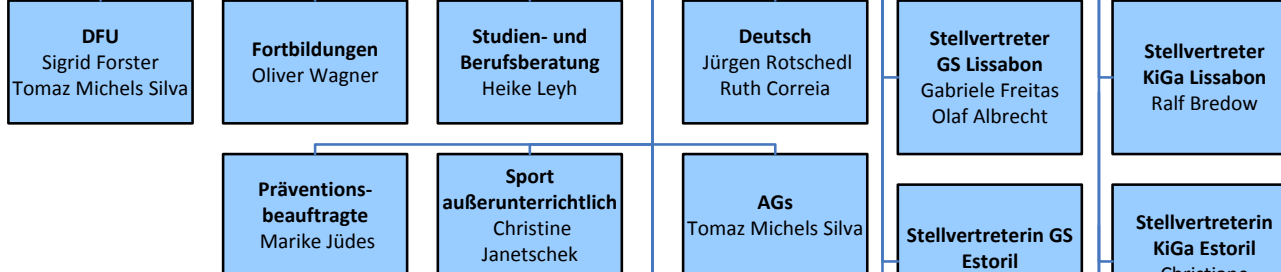 DFU
Sigrid Forster
Tomaz Michels Silva
Fortbildungen
Oliver Wagner
Studien- und
Berufsberatung
Heike Leyh
Deutsch
Jürgen Rotschedl
Ruth Correia
Stellvertreter
GS Lissabon
Gabriele Freitas
Olaf Albrecht
Stellvertreter
KiGa Lissabon
Ralf Bredow
Präventions-
beauftragte
Marike Jüdes
Sport
außerunterrichtlich
Christine
Janetschek
AGs
Tomaz Michels Silva
Stellvertreterin GS
Estoril
Stellvertreterin
KiGa Estoril
Christiane